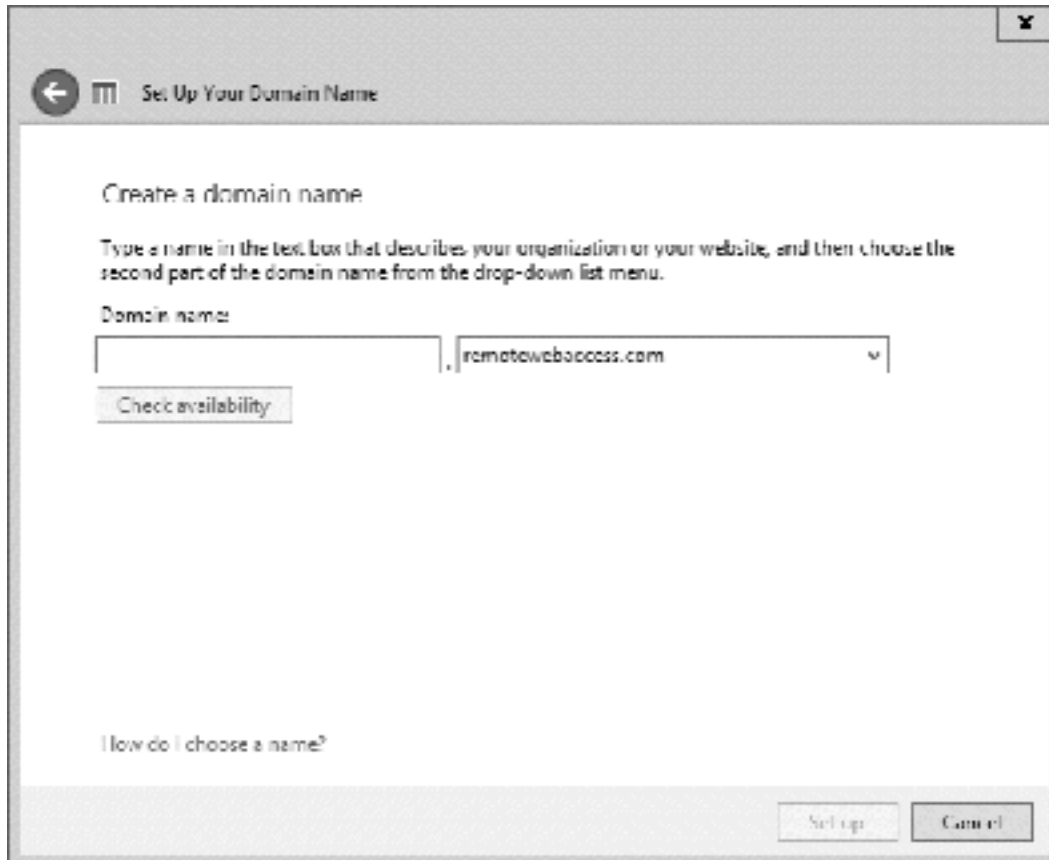 Set Up Your Domain Name
Create a domain name
Type a name in the text box that describes your organization or your website, and then choose the
second part of the domain name from the drop-down list menu.
Domain name:
. remotewebaccess.com
Check availability
How do I choose a name?
Set up Cancel